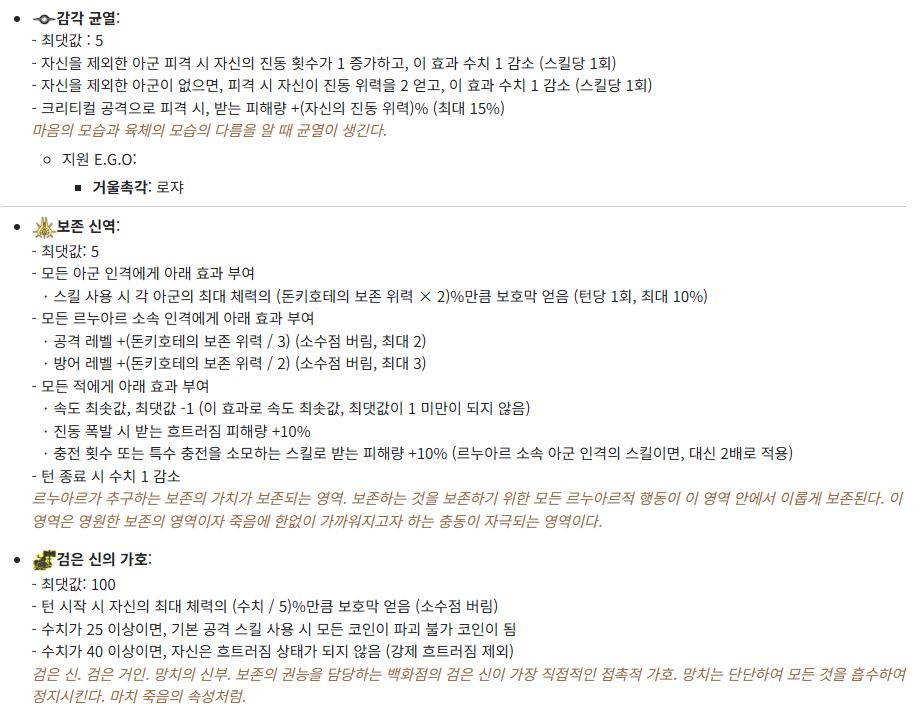 감각 균열:
- 최댓값 : 5
- 자신을 제외한 아군 피격 시 자신의 진동 횟수가 1 증가하고, 이 효과 수치 1 감소 (스킬당 1회)
- 자신을 제외한 아군이 없으면, 피격 시 자신이 진동 위력을 2 얻고, 이 효과 수치 1 감소 (스킬당 1회)
- 크리티컬 공격으로 피격 시, 받는 피해량 +(자신의 진동 위력)% (최대 15%)
마음의 모습과 육체의 모습의 다름을 알 때 균열이 생긴다.
지원 E.G.O:
거울촉각: 로쟈
보존 신역:
- 최댓값: 5
- 모든 아군 인격에게 아래 효과 부여
· 스킬 사용 시 각 아군의 최대 체력의 (돈키호테의 보존 위력 × 2)%만큼 보호막 얻음 (턴당 1회, 최대 10%)
- 모든 르누아르 소속 인격에게 아래 효과 부여
· 공격 레벨 +(돈키호테의 보존 위력 / 3) (소수점 버림, 최대 2)
· 방어 레벨 +(돈키호테의 보존 위력 / 2) (소수점 버림, 최대 3)
- 모든 적에게 아래 효과 부여
· 속도 최솟값, 최댓값 -1 (이 효과로 속도 최솟값, 최댓값이 1 미만이 되지 않음)
· 진동 폭발 시 받는 흐트러짐 피해량 +10%
· 충전 횟수 또는 특수 충전을 소모하는 스킬로 받는 피해량 +10% (르누아르 소속 아군 인격의 스킬이면, 대신 2배로 적용)
- 턴 종료 시 수치 1 감소
르누아르가 추구하는 보존의 가치가 보존되는 영역. 보존하는 것을 보존하기 위한 모든 르누아르적 행동이 이 영역 안에서 이롭게 보존된다. 이
영역은 영원한 보존의 영역이자 죽음에 한없이 가까워지고자 하는 충동이 자극되는 영역이다.
검은 신의 가호:
- 최댓값: 100
- 턴 시작 시 자신의 최대 체력의 (수치 / 5)%만큼 보호막 얻음 (소수점 버림)
- 수치가 25 이상이면, 기본 공격 스킬 사용 시 모든 코인이 파괴 불가 코인이 됨
- 수치가 40 이상이면, 자신은 흐트러짐 상태가 되지 않음 (강제 흐트러짐 제외)
검은 신. 검은 거인. 망치의 신부. 보존의 권능을 담당하는 백화점의 검은 신이 가장 직접적인 접촉적 가호. 망치는 단단하여 모든 것을 흡수하여
정지시킨다. 마치 죽음의 속성처럼.